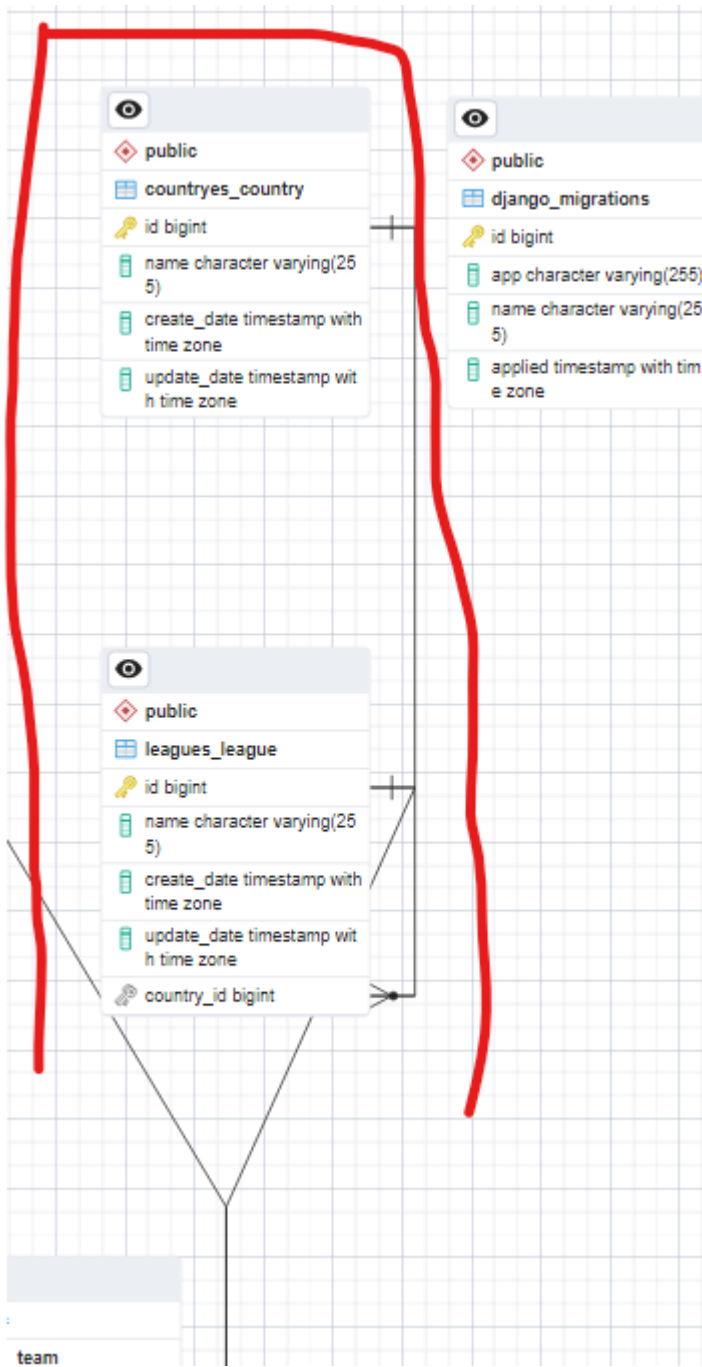 public
countryes_country
id bigint
name character varying(25
5)
create_date timestamp with
time zone
update_date timestamp wit
h time zone
public
django_migrations
id bigint
app character varying(255)
name character varying(25
5)
applied timestamp with tim
e zone
public
leagues_league
id bigint
name character varying(25
5)
create_date timestamp with
time zone
update_date timestamp wit
h time zone
country_id bigint
team